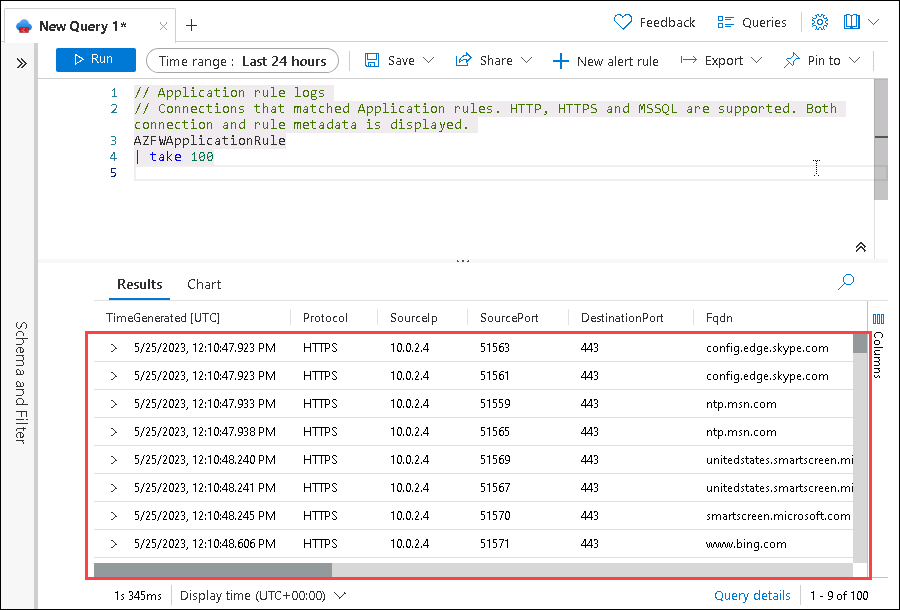 New Query 1*
Feedback
Queries
Run
Time range : Last 24 hours
Save
Share
New alert rule
Export
Pin to
1 // Application rule logs
2 // Connections that matched Application rules. HTTP, HTTPS and MSSQL are supported. Both
connection and rule metadata is displayed.
3 AZFWApplicationRule
4 | take 100
5
Schema and Filter
Results Chart
TimeGenerated [UTC] Protocol SourceIp SourcePort DestinationPort Fqdn
5/25/2023, 12:10:47.923 PM HTTPS 10.0.2.4 51563 443 config.edge.skype.com
5/25/2023, 12:10:47.923 PM HTTPS 10.0.2.4 51561 443 config.edge.skype.com
5/25/2023, 12:10:47.933 PM HTTPS 10.0.2.4 51559 443 ntp.msn.com
5/25/2023, 12:10:47.938 PM HTTPS 10.0.2.4 51565 443 ntp.msn.com
5/25/2023, 12:10:48.240 PM HTTPS 10.0.2.4 51569 443 unitedstates.smartscreen.mi
5/25/2023, 12:10:48.241 PM HTTPS 10.0.2.4 51567 443 unitedstates.smartscreen.mi
5/25/2023, 12:10:48.245 PM HTTPS 10.0.2.4 51570 443 smartscreen.microsoft.com
5/25/2023, 12:10:48.606 PM HTTPS 10.0.2.4 51571 443 www.bing.com
Columns
1s 345ms Display time (UTC+00:00) Query details 1 - 9 of 100